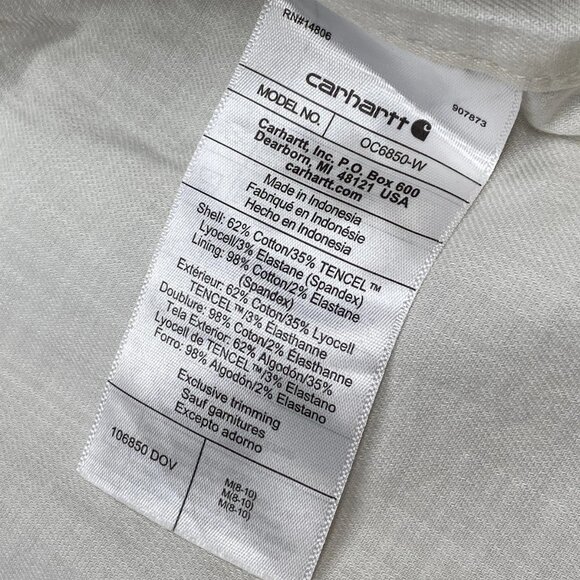 RN#14806
carhartt
907873
MODEL NO.
OC6850-W
Carhartt, Inc. P.O. Box 600
Dearborn, MI 48121 USA
carhartt.com
Made in Indonesia
Fabriqué en Indonésie
Hecho en Indonesia
Shell: 62% Cotton/35% TENCEL™
Lyocell/3% Elastane (Spandex)
Lining: 98% Cotton/2% Elastane
(Spandex)
Extérieur: 62% Coton/35% Lyocell
TENCEL™/3% Elasthanne
Doublure: 98% Coton/2% Elasthanne
Tela Exterior: 62% Algodón/35%
Lyocell de TENCEL™/3% Elastano
Forro: 98% Algodón/2% Elastano
Exclusive trimming
Sauf garnitures
Excepto adorno
106850 DOV
M(8-10)
M(8-10)
M(8-10)